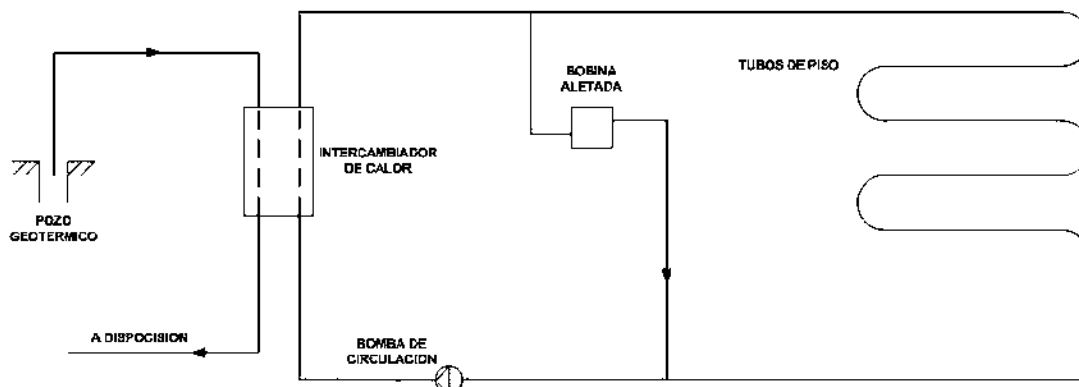 BOBINA
ALETADA
TUBOS DE PISO
INTERCAMBIADOR
DE CALOR
POZO
GEOTERMICO
A DISPOCISION
BOMBA DE
CIRCULACION